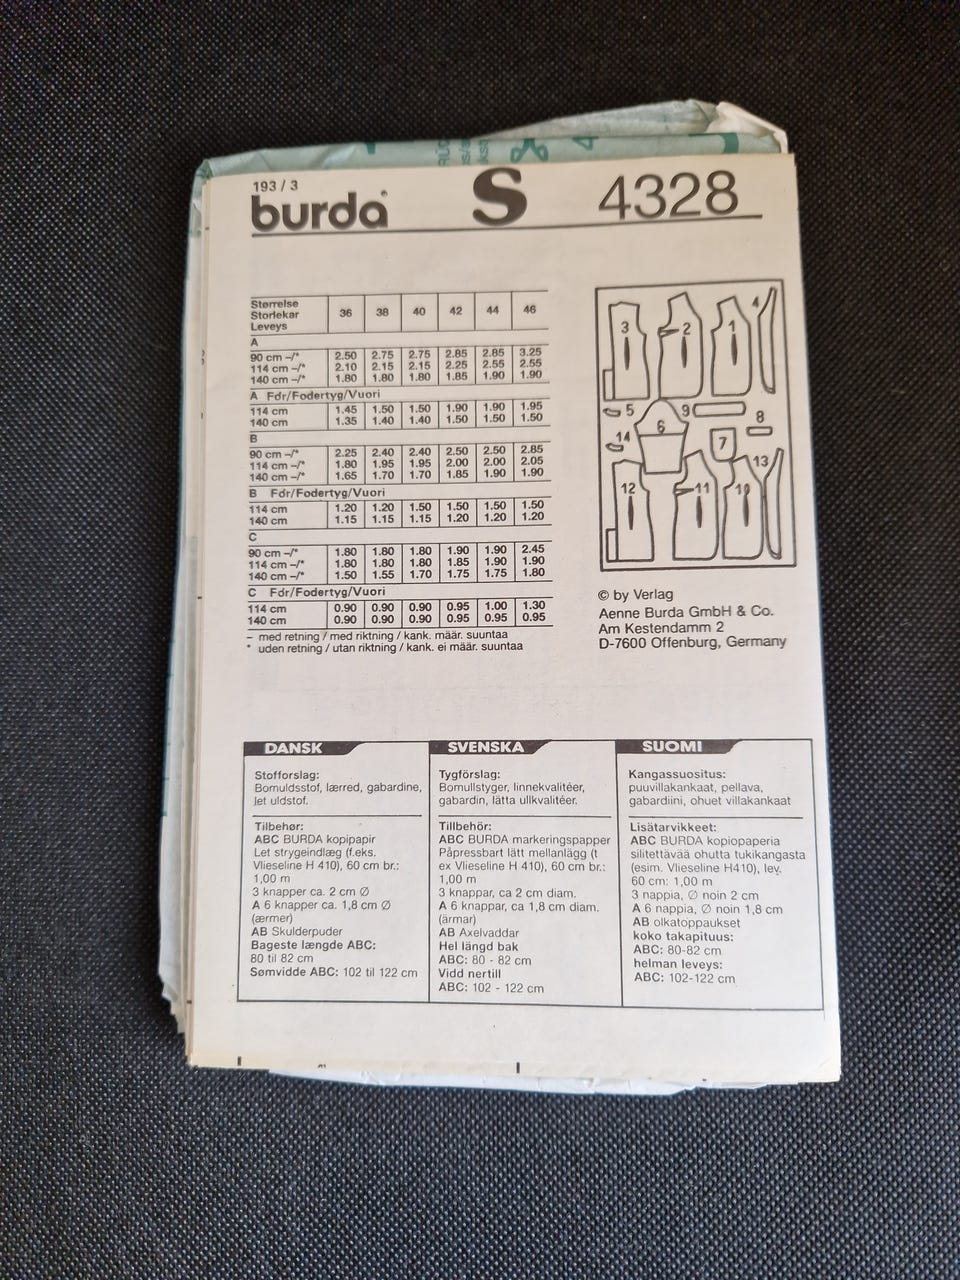 193 / 3
burda S 4328
Størrelse
Storlekar
Leveys 36 38 40 42 44 46
A
90 cm –/* 2.50 2.75 2.75 2.85 2.85 3.25
114 cm –/* 2.10 2.15 2.15 2.25 2.55 2.55
140 cm –/* 1.80 1.80 1.80 1.85 1.90 1.90
A Fdr/Fodertyg/Vuori
114 cm 1.45 1.50 1.50 1.90 1.90 1.95
140 cm 1.35 1.40 1.40 1.50 1.50 1.50
B
90 cm –/* 2.25 2.40 2.40 2.50 2.50 2.85
114 cm –/* 1.80 1.95 1.95 2.00 2.00 2.05
140 cm –/* 1.65 1.70 1.70 1.85 1.90 1.90
B Fdr/Fodertyg/Vuori
114 cm 1.20 1.20 1.50 1.50 1.50 1.50
140 cm 1.15 1.15 1.15 1.20 1.20 1.20
C
90 cm –/* 1.80 1.80 1.80 1.90 1.90 2.45
114 cm –/* 1.80 1.80 1.80 1.85 1.90 1.90
140 cm –/* 1.50 1.55 1.70 1.75 1.75 1.80
C Fdr/Fodertyg/Vuori
114 cm 0.90 0.90 0.90 0.95 1.00 1.30
140 cm 0.90 0.90 0.90 0.95 0.95 0.95
– med retning / med riktning / kank. määr. suuntaa
* uden retning / utan riktning / kank. ei määr. suuntaa
3 2 1 4
5 9 8
14 6 7
12 11 10 13
© by Verlag
Aenne Burda GmbH & Co.
Am Kestendamm 2
D-7600 Offenburg, Germany
DANSK
Stofforslag:
Bomuldsstof, lærred, gabardine,
let uldstof.
Tilbehør:
ABC BURDA kopipapir
Let strygeindlæg (f.eks.
Vlieseline H 410), 60 cm br.:
1,00 m
3 knapper ca. 2 cm Ø
A 6 knapper ca. 1,8 cm Ø
(ærmer)
AB Skulderpuder
Bageste længde ABC:
80 til 82 cm
Sømvidde ABC: 102 til 122 cm
SVENSKA
Tygförslag:
Bomullstyger, linnekvalitéer,
gabardin, lätta ullkvalitéer.
Tillbehör:
ABC BURDA markeringspapper
Påpressbart lätt mellanlägg (t
ex Vlieseline H 410), 60 cm br.:
1,00 m
3 knappar, ca 2 cm diam.
A 6 knappar, ca 1,8 cm diam.
(ärmar)
AB Axelvaddar
Hel längd bak
ABC: 80 - 82 cm
Vidd nertill
ABC: 102 - 122 cm
SUOMI
Kangassuositus:
puuvillakankaat, pellava,
gabardiini, ohuet villakankaat
Lisätarvikkeet:
ABC BURDA kopiopaperia
silitettävää ohutta tukikangasta
(esim. Vlieseline H410), lev.
60 cm: 1,00 m
3 nappia, Ø noin 2 cm
A 6 nappia, Ø noin 1,8 cm
AB olkatoppaukset
koko takapituus:
ABC: 80-82 cm
helman leveys:
ABC: 102-122 cm